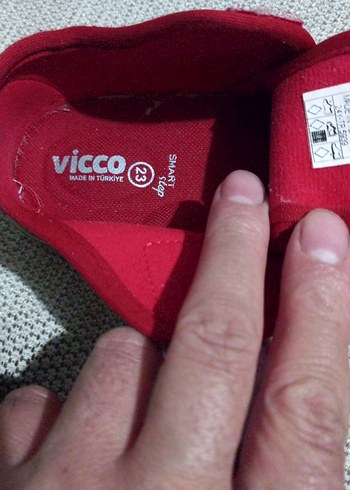 vicco
MADE IN TÜRKİYE
23
SMART
step